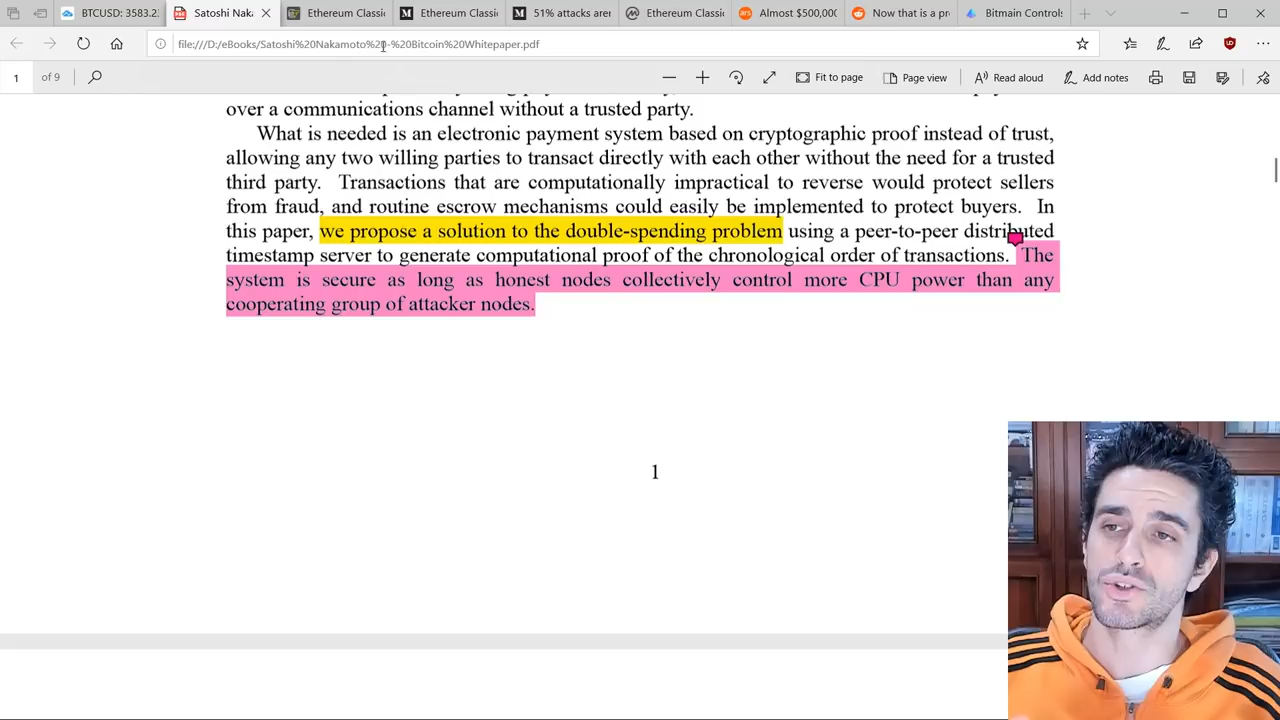 BTCUSD: 3583.2
Satoshi Nak
Ethereum Classic
Ethereum Classi
51% attacks are
Ethereum Classic
Almost $500,000
Now that is a pr
Bitmain Controls
file:///D:/eBooks/Satoshi%20Nakamoto%20-%20Bitcoin%20Whitepaper.pdf
1 of 9
Fit to page
Page view
Read aloud
Add notes
over a communications channel without a trusted party.
What is needed is an electronic payment system based on cryptographic proof instead of trust,
allowing any two willing parties to transact directly with each other without the need for a trusted
third party. Transactions that are computationally impractical to reverse would protect sellers
from fraud, and routine escrow mechanisms could easily be implemented to protect buyers. In
this paper, we propose a solution to the double-spending problem using a peer-to-peer distributed
timestamp server to generate computational proof of the chronological order of transactions. The
system is secure as long as honest nodes collectively control more CPU power than any
cooperating group of attacker nodes.
1